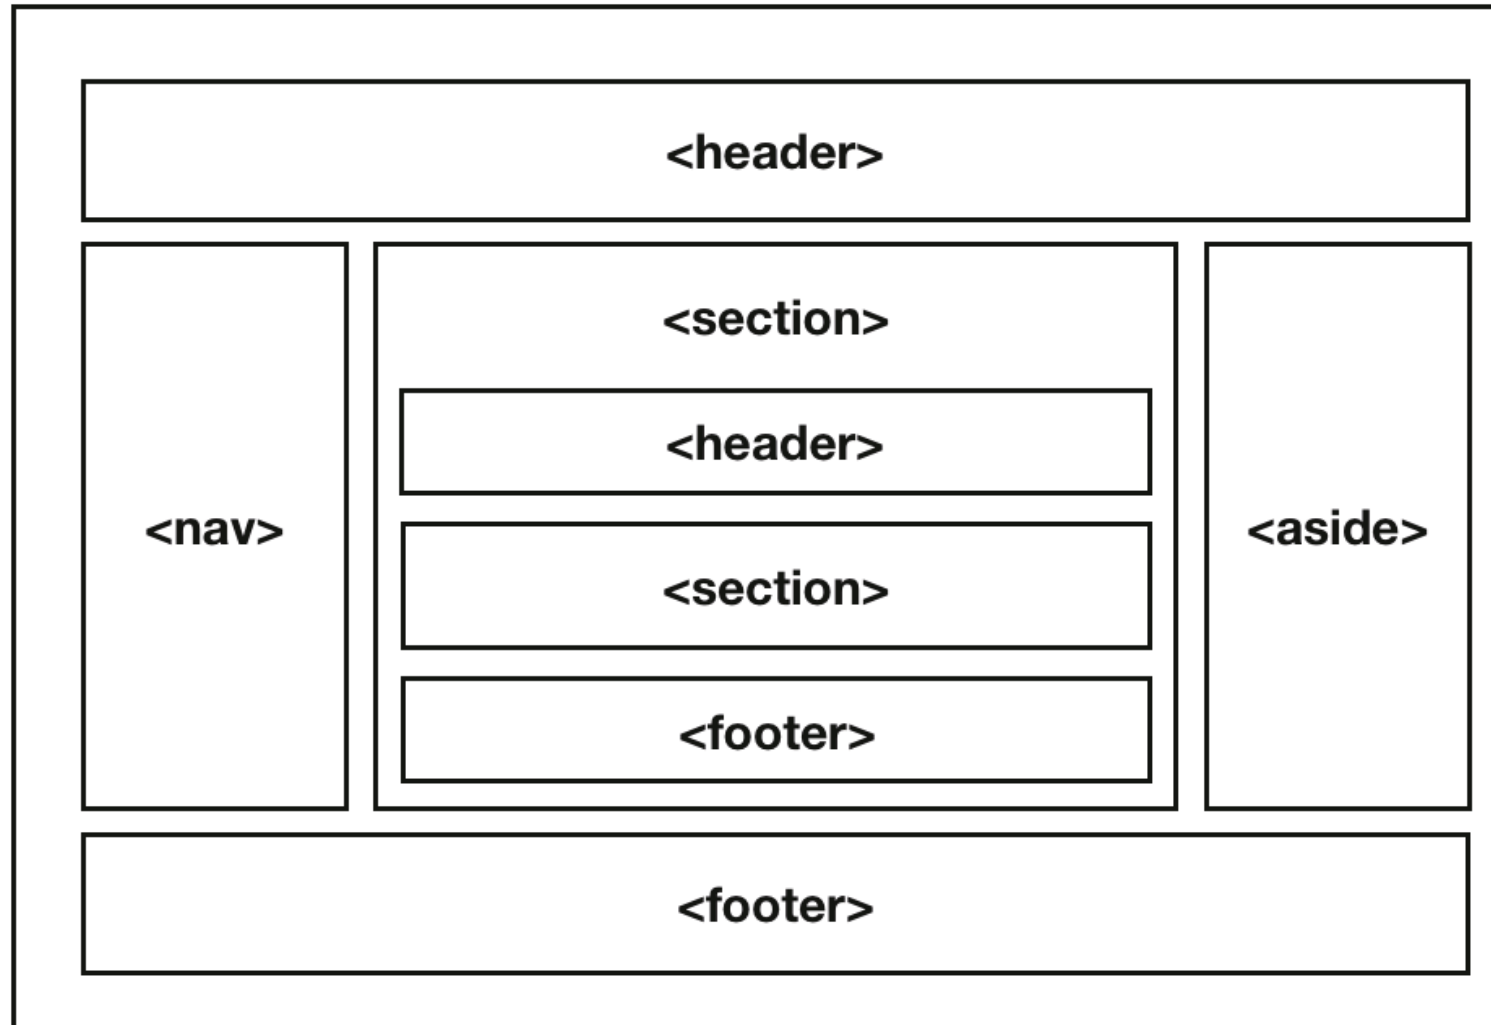 <header>
<nav>
<section>
<header>
<section>
<footer>
<aside>
<footer>